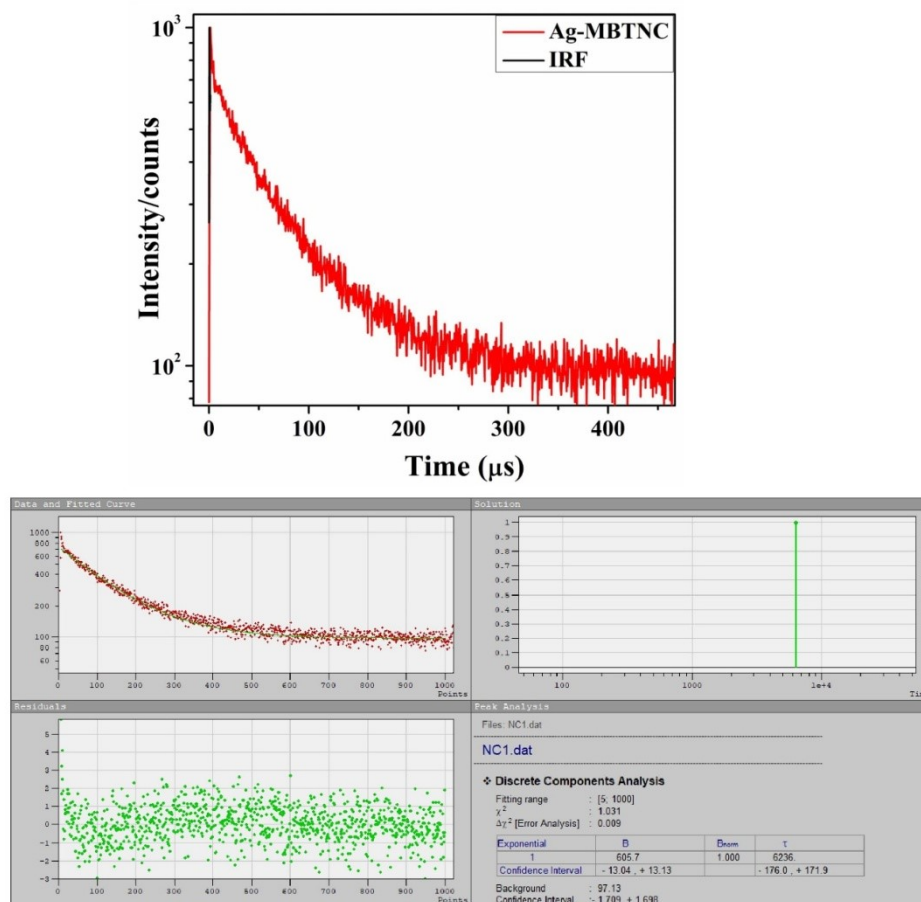 10³
10²
Intensity/counts
Ag-MBTNC
IRF
0 100 200 300 400
Time (μs)
Data and Fitted Curve
1000
800
600
400
200
100
80
60
0 100 200 300 400 500 600 700 800 900 1000
Points
Solution
1
0.9
0.8
0.7
0.6
0.5
0.4
0.3
0.2
0.1
0
100 1000 1e+4
Residuals
5
4
3
2
1
0
-1
-2
-3
0 100 200 300 400 500 600 700 800 900 1000
Points
Peak Analysis
Files: NC1.dat
NC1.dat
❖ Discrete Components Analysis
Fitting range : [5; 1000]
χ² : 1.031
Δχ² [Error Analysis] : 0.009
Exponential B Bnorm τ
1 605.7 1.000 6236.
Confidence Interval - 13.04 , + 13.13 -176.0 , + 171.9
Background : 97.13
Confidence Interval : - 1.709 , + 1.698